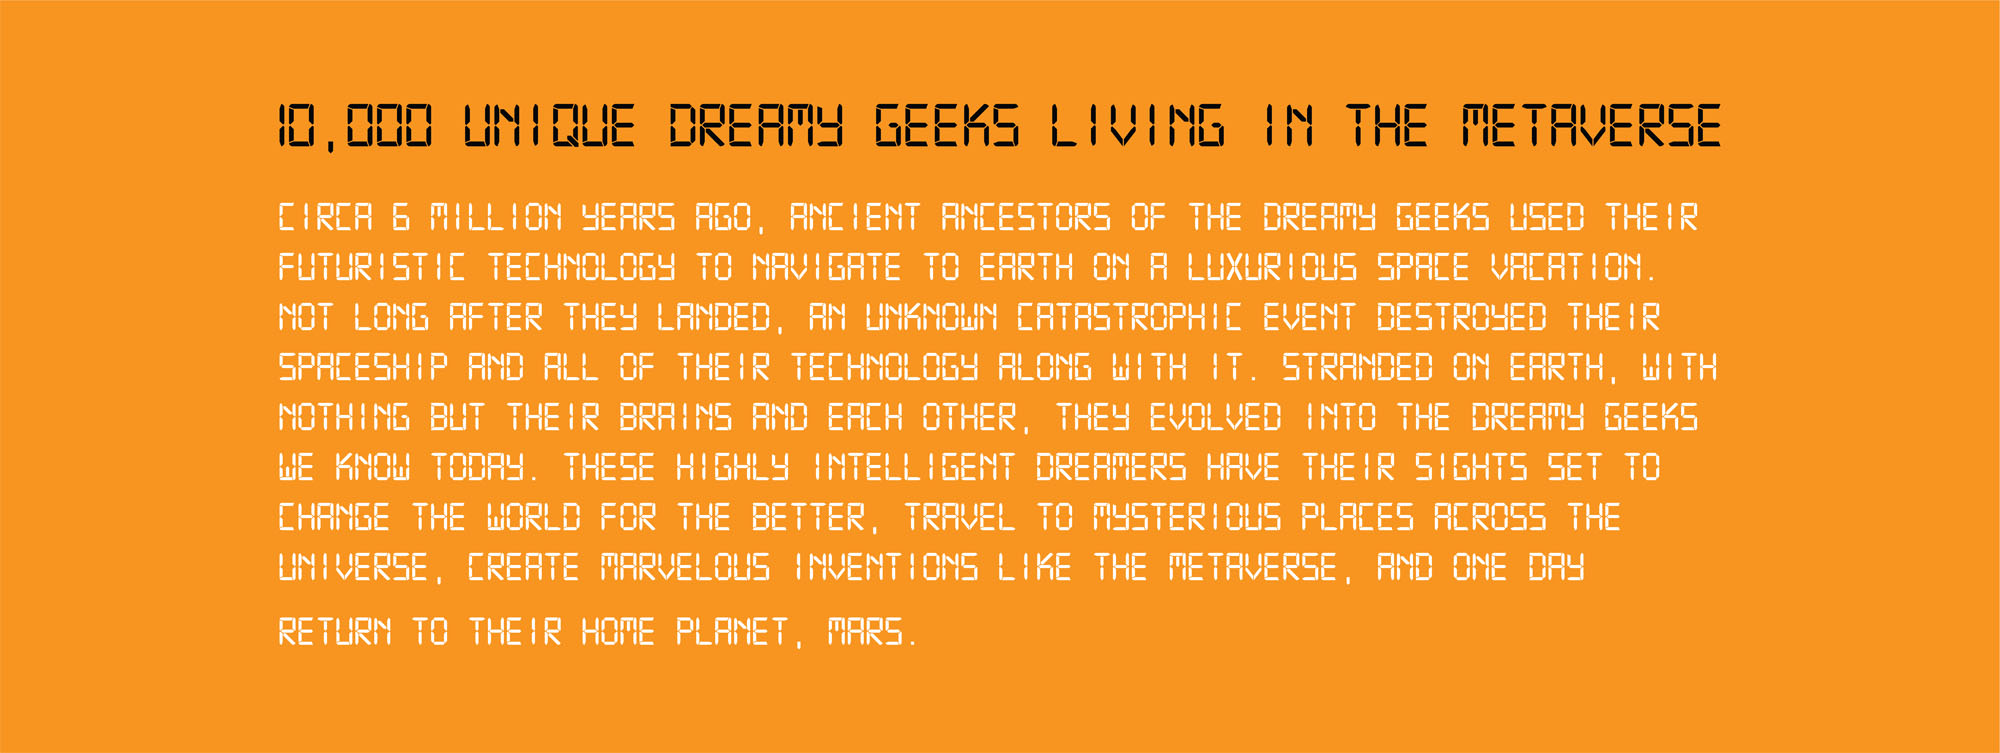 10,000 UNIQUE DREAMY GEEKS LIVING IN THE METAVERSE
CIRCA 6 MILLION YEARS AGO, ANCIENT ANCESTORS OF THE DREAMY GEEKS USED THEIR
FUTURISTIC TECHNOLOGY TO NAVIGATE TO EARTH ON A LUXURIOUS SPACE VACATION.
NOT LONG AFTER THEY LANDED, AN UNKNOWN CATASTROPHIC EVENT DESTROYED THEIR
SPACESHIP AND ALL OF THEIR TECHNOLOGY ALONG WITH IT. STRANDED ON EARTH, WITH
NOTHING BUT THEIR BRAINS AND EACH OTHER, THEY EVOLVED INTO THE DREAMY GEEKS
WE KNOW TODAY. THESE HIGHLY INTELLIGENT DREAMERS HAVE THEIR SIGHTS SET TO
CHANGE THE WORLD FOR THE BETTER, TRAVEL TO MYSTERIOUS PLACES ACROSS THE
UNIVERSE, CREATE MARVELOUS INVENTIONS LIKE THE METAVERSE, AND ONE DAY
RETURN TO THEIR HOME PLANET, MARS.